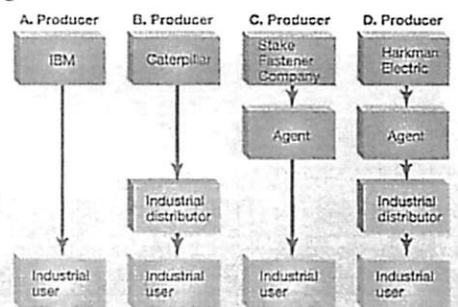 A. Producer B. Producer C. Producer D. Producer
IBM
Caterpillar
Stake
Fastener
Company
Harkman
Electric
Agent
Agent
Industrial
distributor
Industrial
distributor
Industrial
user
Industrial
user
Industrial
user
Industrial
user